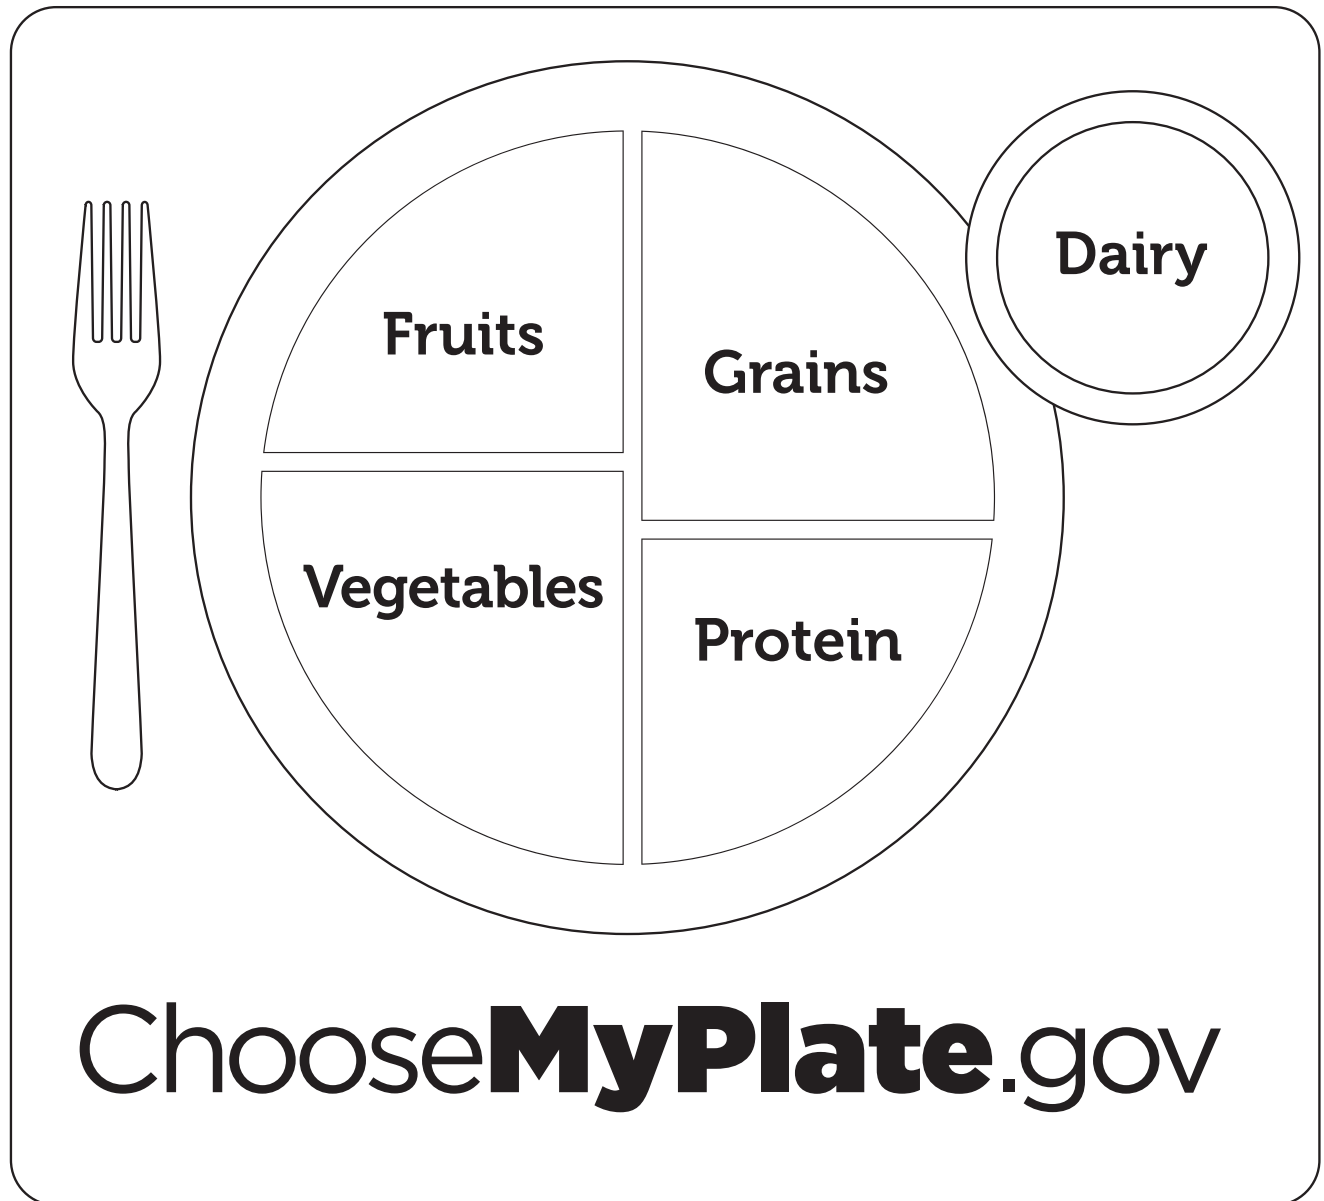 Dairy
Fruits
Grains
Vegetables
Protein
ChooseMyPlate.gov